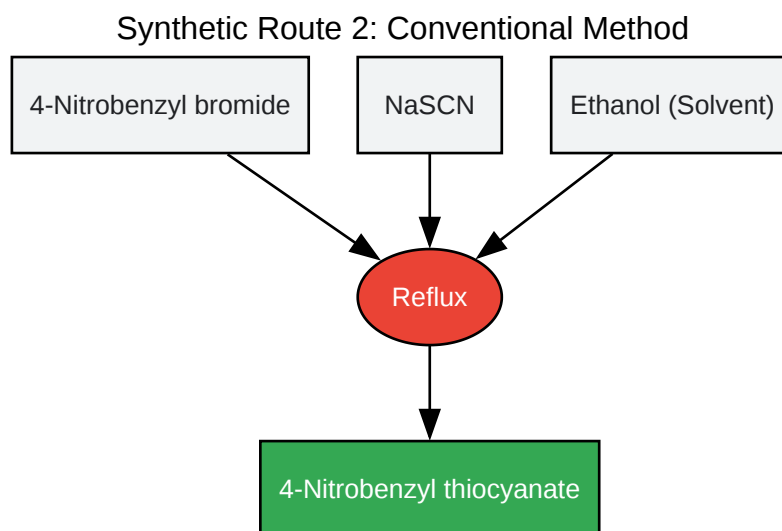 Synthetic Route 2: Conventional Method
4-Nitrobenzyl bromide
NaSCN
Ethanol (Solvent)
Reflux
4-Nitrobenzyl thiocyanate